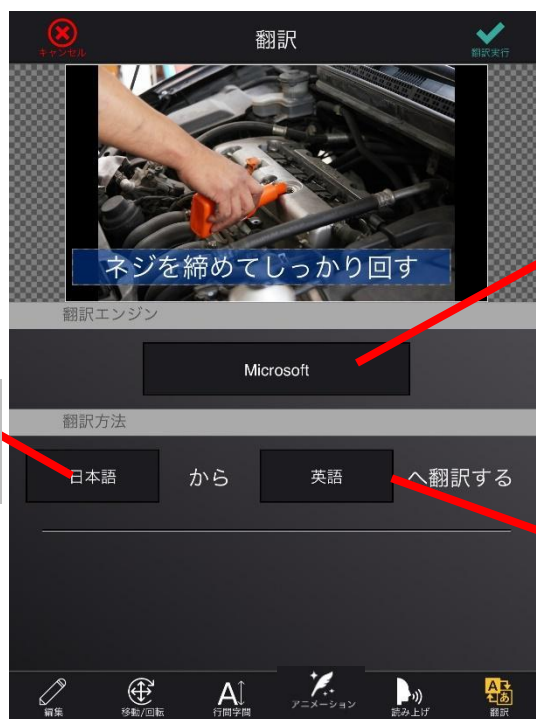 キャンセル
翻訳
翻訳実行
ネジを締めてしっかり回す
翻訳エンジン
Microsoft
翻訳方法
日本語 から 英語 へ翻訳する
編集
移動/回転
行間字間
アニメーション
読み上げ
翻訳